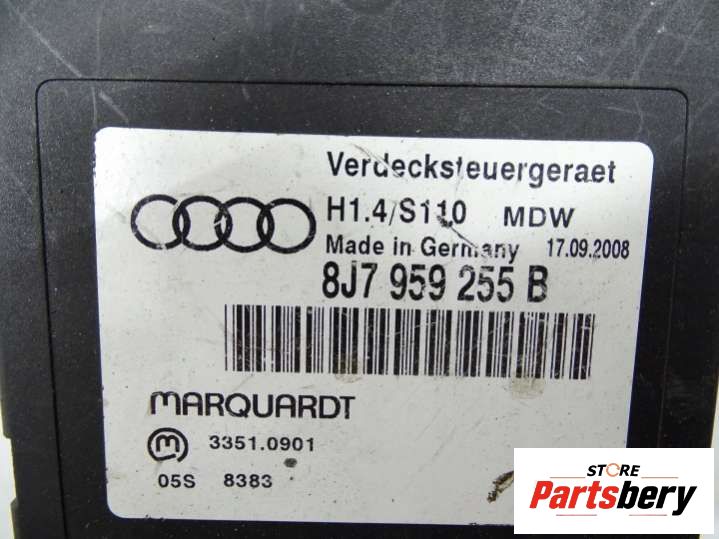 Verdecksteuergeraet
H1.4/S110 MDW
Made in Germany 17.09.2008
8J7 959 255 B
MARQUARDT
m 3351.0901
05S 8383
STORE
Partsbery